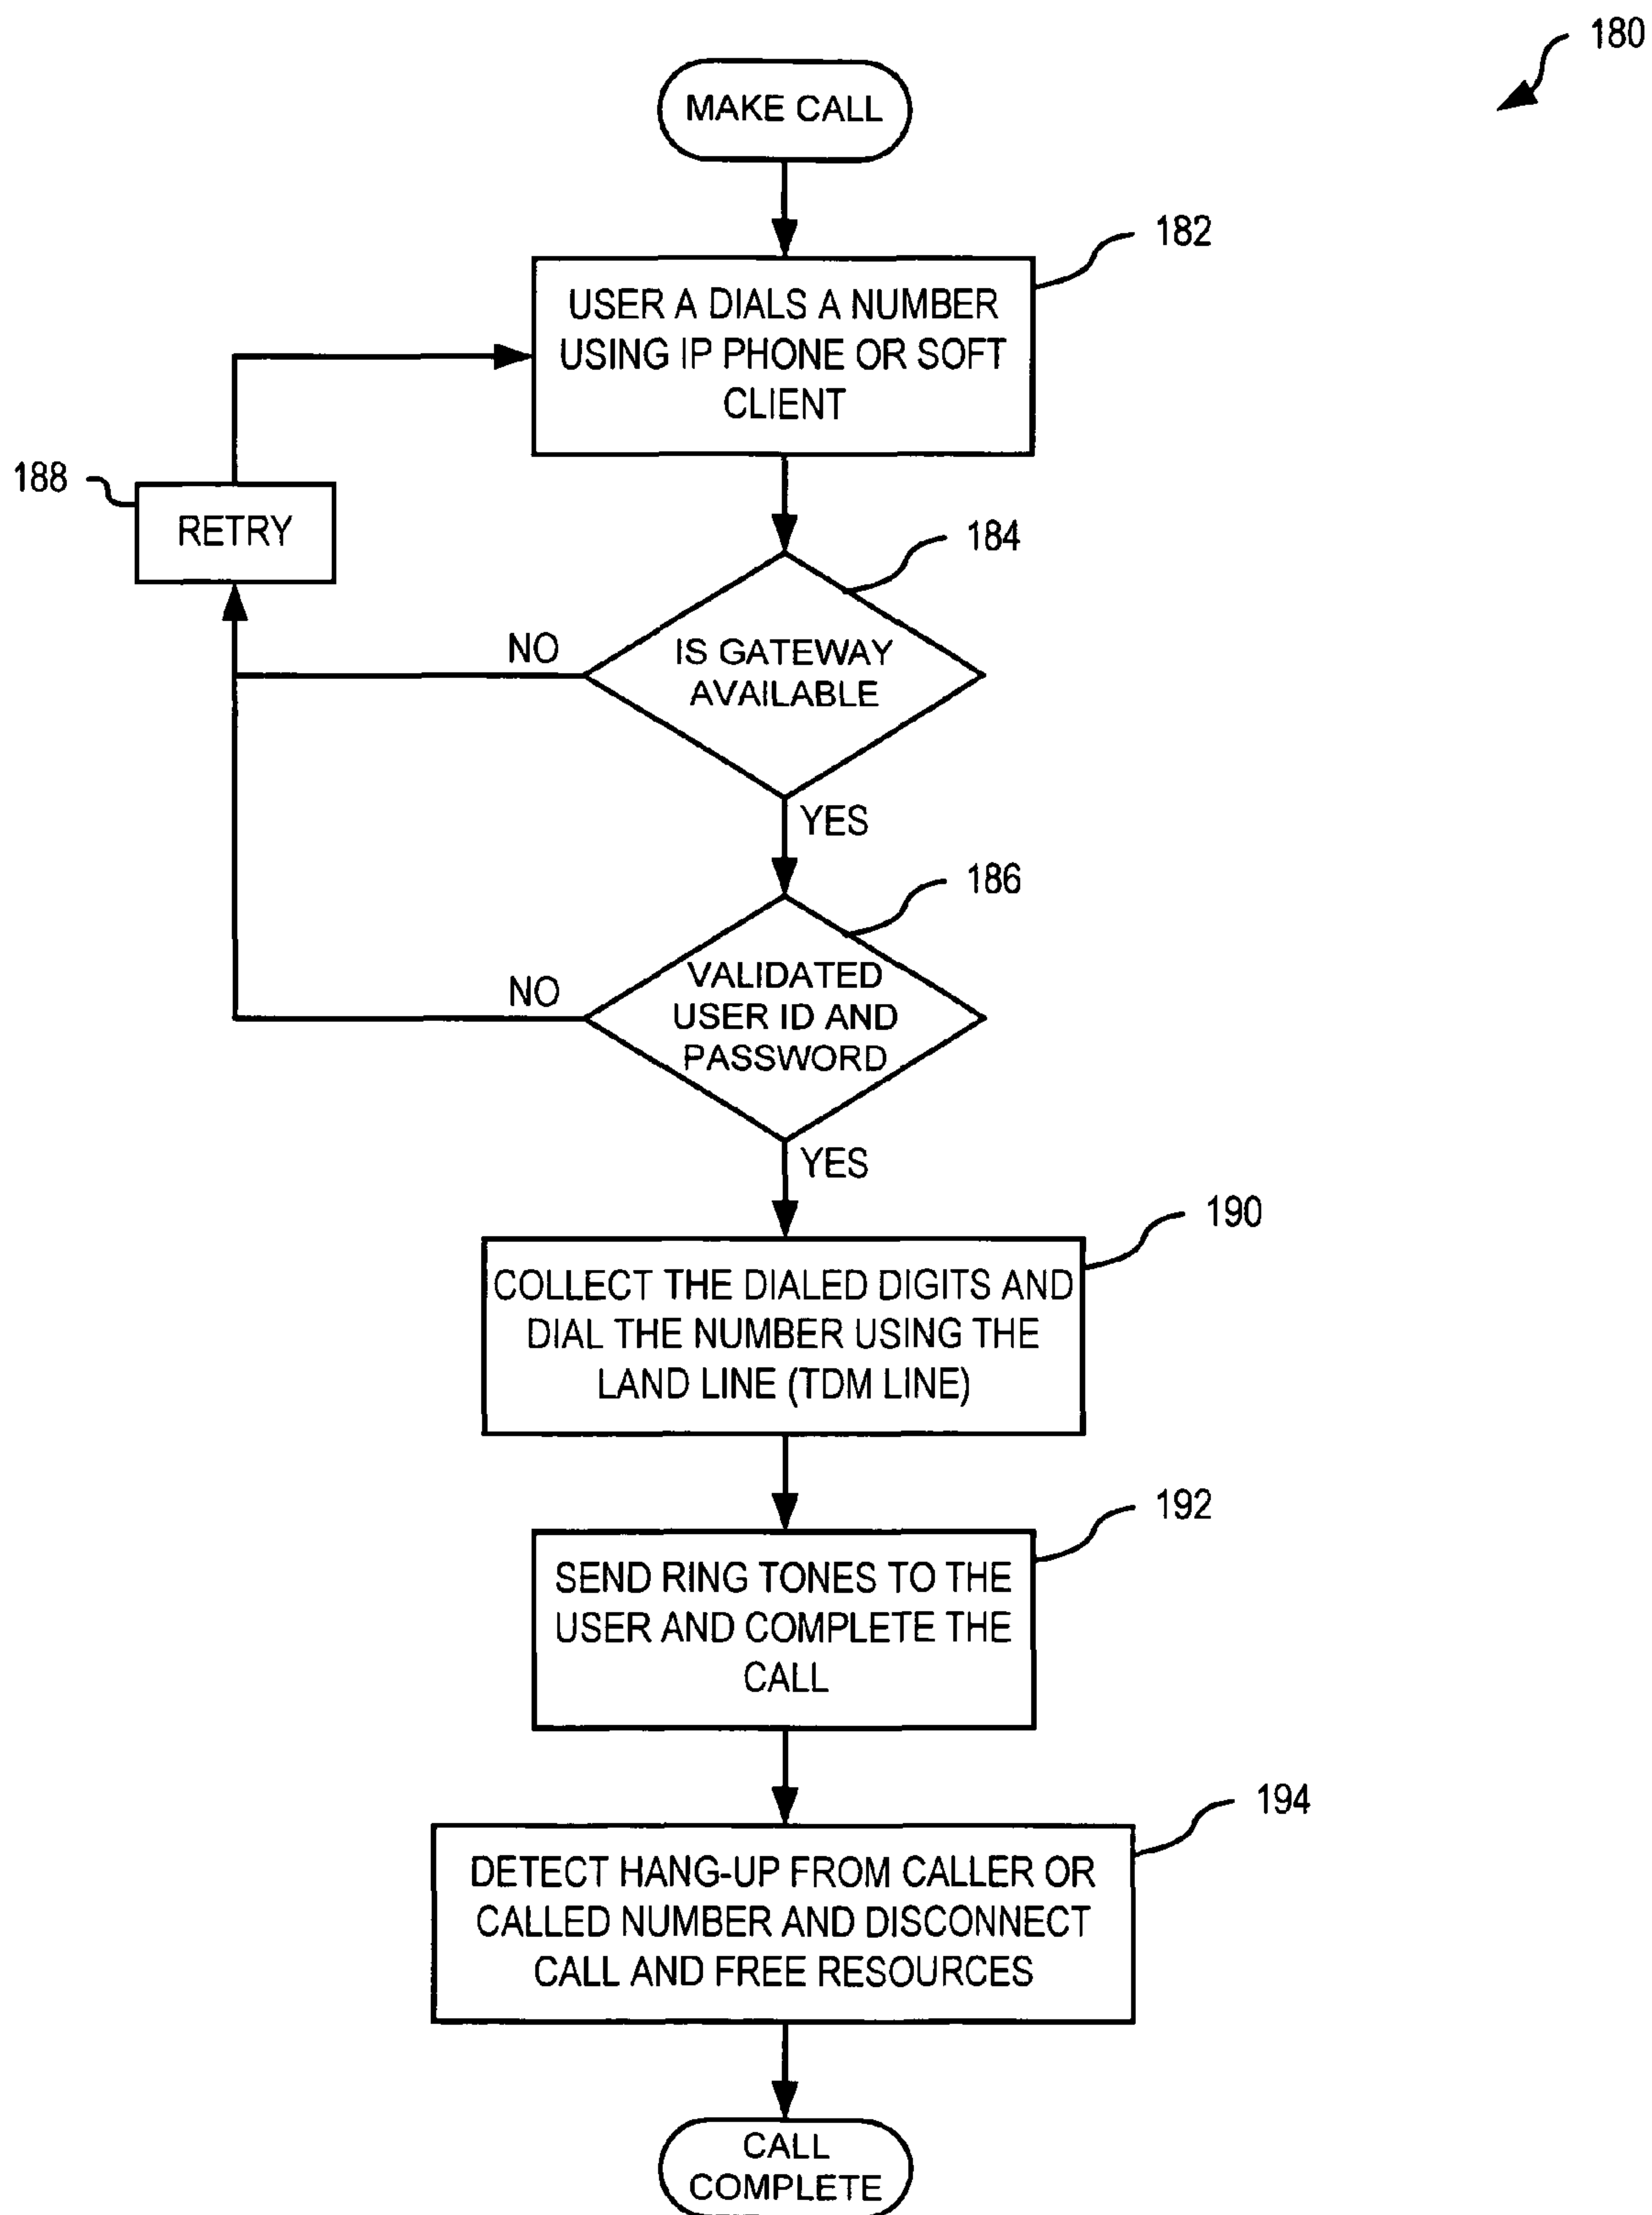 180
MAKE CALL
182
USER A DIALS A NUMBER
USING IP PHONE OR SOFT
CLIENT
188
RETRY
184
NO
IS GATEWAY
AVAILABLE
YES
186
NO
VALIDATED
USER ID AND
PASSWORD
YES
190
COLLECT THE DIALED DIGITS AND
DIAL THE NUMBER USING THE
LAND LINE (TDM LINE)
192
SEND RING TONES TO THE
USER AND COMPLETE THE
CALL
194
DETECT HANG-UP FROM CALLER OR
CALLED NUMBER AND DISCONNECT
CALL AND FREE RESOURCES
CALL
COMPLETE